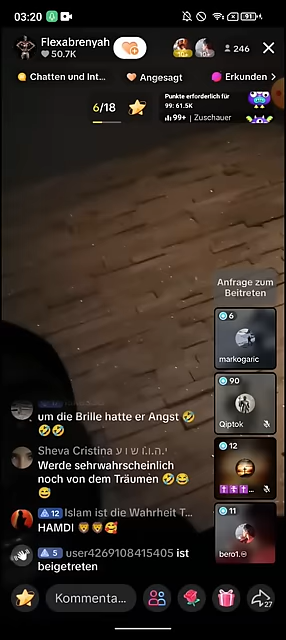 03:20
91
Flexabrenyah
50.7K
246
Chatten und Int...
Angesagt
Erkunden
6/18
Punkte erforderlich für
99: 61.5K
99+ | Zuschauer
Anfrage zum
Beitreten
6
markogaric
90
Qiptok
12
11
bero1.
um die Brille hatte er Angst 🤣
🤣🤣
Sheva Cristina
Werde sehrwahrscheinlich
noch von dem Träumen 🤣😂
😅
12 Islam ist die Wahrheit T...
HAMDI 🦁🦁🥰
5 user4269108415405 ist
beigetreten
Kommenta...
27